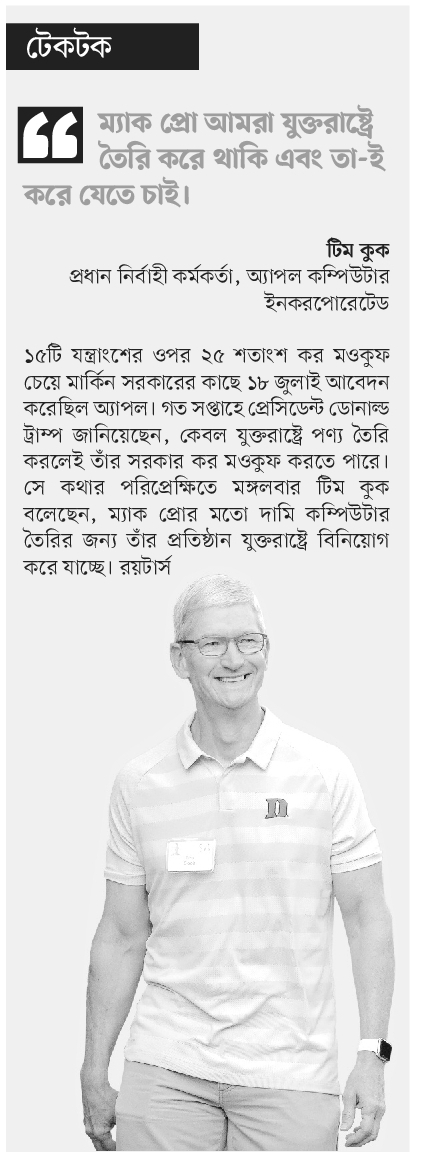 টেকটক
ম্যাক প্রো আমরা যুক্তরাষ্ট্রে
তৈরি করে থাকি এবং তা-ই
করে যেতে চাই।
টিম কুক
প্রধান নির্বাহী কর্মকর্তা, অ্যাপল কম্পিউটার
ইনকরপোরেটেড
১৫টি যন্ত্রাংশের ওপর ২৫ শতাংশ কর মওকুফ
চেয়ে মার্কিন সরকারের কাছে ১৮ জুলাই আবেদন
করেছিল অ্যাপল। গত সপ্তাহে প্রেসিডেন্ট ডোনাল্ড
ট্রাম্প জানিয়েছেন, কেবল যুক্তরাষ্ট্রে পণ্য তৈরি
করলেই তাঁর সরকার কর মওকুফ করতে পারে।
সে কথার পরিপ্রেক্ষিতে মঙ্গলবার টিম কুক
বলেছেন, ম্যাক প্রোর মতো দামি কম্পিউটার
তৈরির জন্য তাঁর প্রতিষ্ঠান যুক্তরাষ্ট্রে বিনিয়োগ
করে যাচ্ছে। রয়টার্স